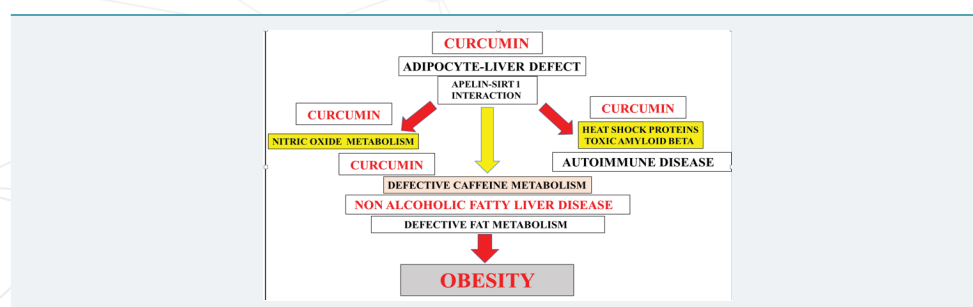 CURCUMIN
ADIPOCYTE-LIVER DEFECT
APELIN-SIRT 1
INTERACTION
CURCUMIN
CURCUMIN
NITRIC OXIDE METABOLISM
HEAT SHOCK PROTEINS
TOXIC AMYLOID BETA
CURCUMIN
AUTOIMMUNE DISEASE
DEFECTIVE CAFFEINE METABOLISM
NON ALCOHOLIC FATTY LIVER DISEASE
DEFECTIVE FAT METABOLISM
OBESITY